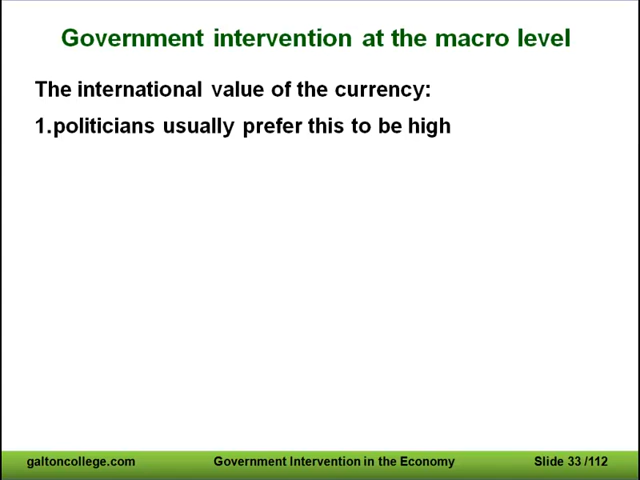 Government intervention at the macro level
The international value of the currency:
1.politicians usually prefer this to be high
galtoncollege.com Government Intervention in the Economy Slide 33 /112